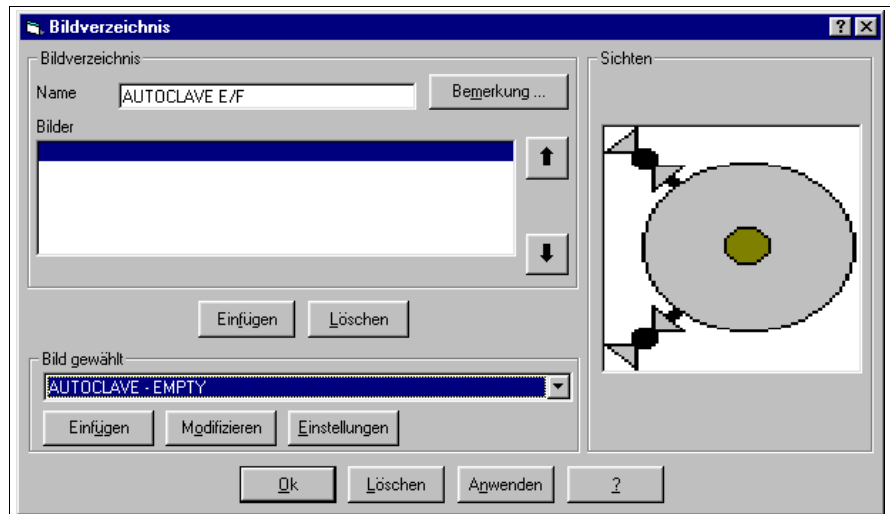 Bildverzeichnis
Bildverzeichnis
Name AUTOCLAVE E/F Bemerkung ...
Bilder
Sichten
Einfügen Löschen
Bild gewählt
AUTOCLAVE - EMPTY
Einfügen Modifizieren Einstellungen
Ok Löschen Anwenden ?